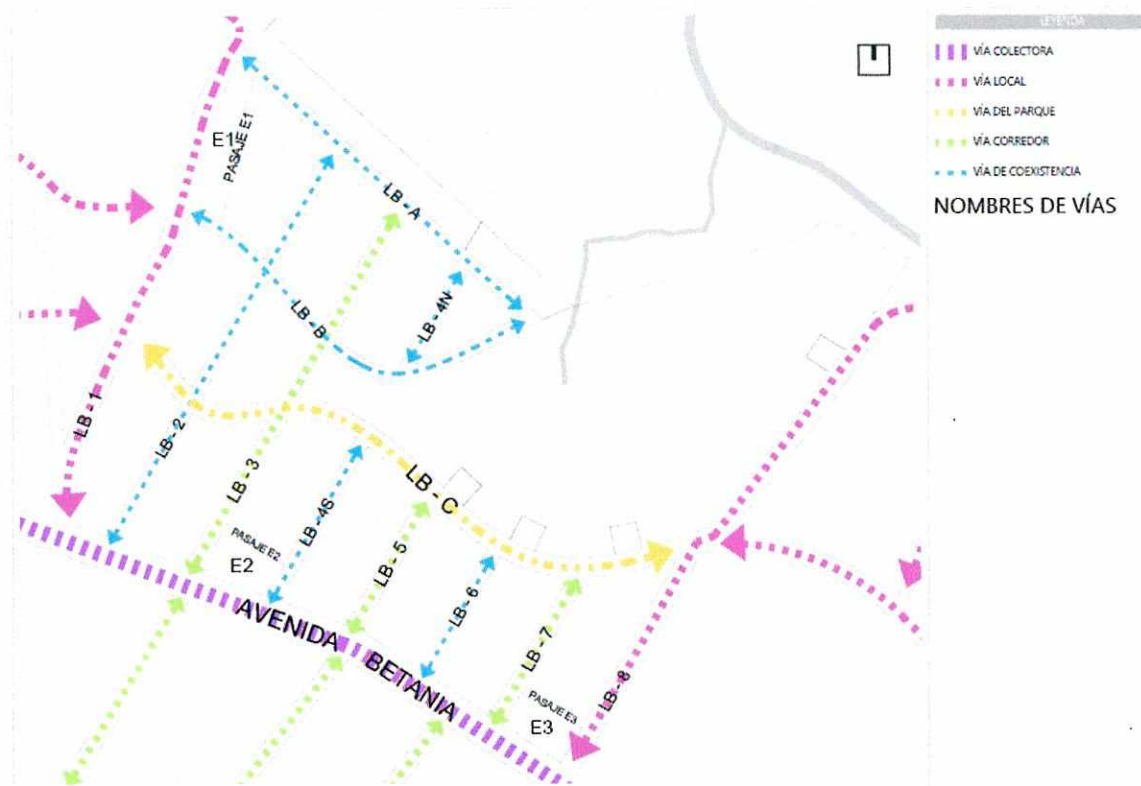 LEYENDA
VÍA COLECTORA
VÍA LOCAL
VÍA DEL PARQUE
VÍA CORREDOR
VÍA DE COEXISTENCIA
NOMBRES DE VÍAS
E1
PASAJE E1
LB - A
LB - B
LB - 4N
LB - 1
LB - 2
LB - 3
LB - 4S
LB - C
PASAJE E2
E2
LB - 5
LB - 6
LB - 7
LB - 8
AVENIDA BETANIA
PASAJE E3
E3